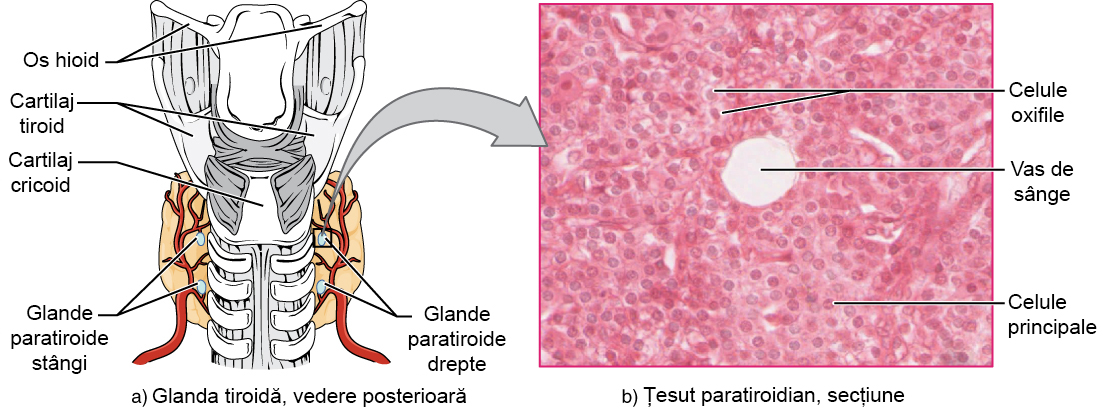 Os hioid
Cartilaj
tiroid
Cartilaj
cricoid
Glande
paratiroide
stângi
Glande
paratiroide
drepte
a) Glanda tiroidă, vedere posterioară
Celule
oxifile
Vas de
sânge
Celule
principale
b) Țesut paratiroidian, secțiune